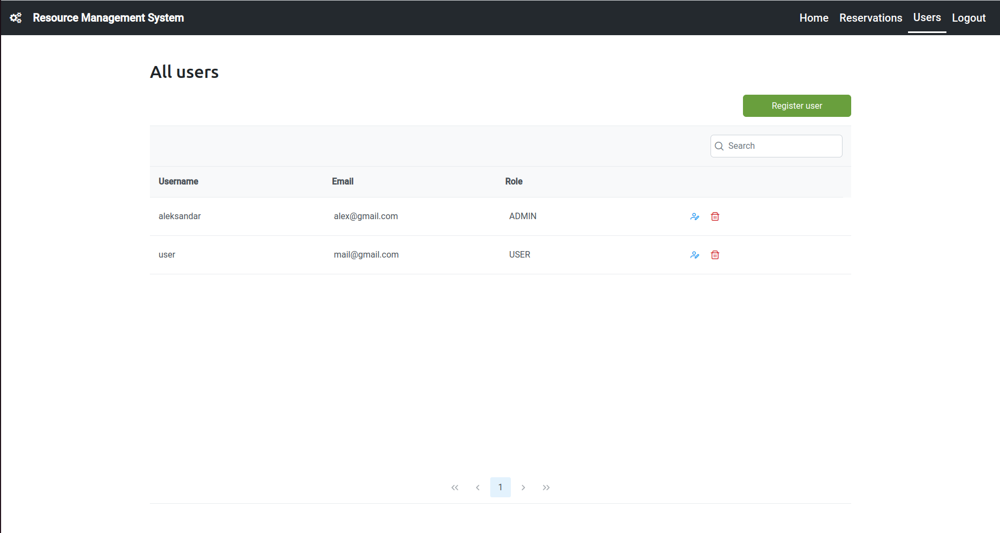 Resource Management System
Home Reservations Users Logout
All users
Register user
Search
Username Email Role
aleksandar alex@gmail.com ADMIN
user mail@gmail.com USER
1